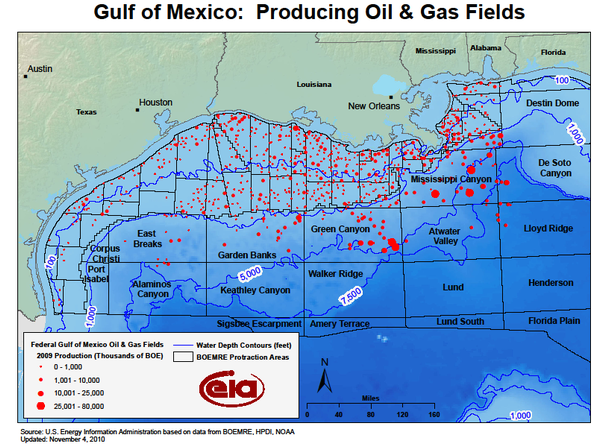 Gulf of Mexico: Producing Oil & Gas Fields
Mississippi
Alabama
Florida
Austin
Louisiana
100
Houston
New Orleans
Destin Dome
Texas
1,000
De Soto
Canyon
Mississippi Canyon
Green Canyon
Atwater
Valley
Lloyd Ridge
East
Breaks
Corpus
Christi
Garden Banks
100
Port
Isabel
5,000
Walker Ridge
Alaminos
Canyon
Keathley Canyon
Lund
Henderson
7,500
1,000
Sigsbee Escarpment
Amery Terrace
Lund South
Florida Plain
Federal Gulf of Mexico Oil & Gas Fields
2009 Production (Thousands of BOE)
0 - 1,000
1,001 - 10,000
10,001 - 25,000
25,001 - 80,000
Water Depth Contours (feet)
BOEMRE Protraction Areas
eia
N
Miles
0 40 80 120 160
1,000
Source: U.S. Energy Information Administration based on data from BOEMRE, HPDI, NOAA
Updated: November 4, 2010